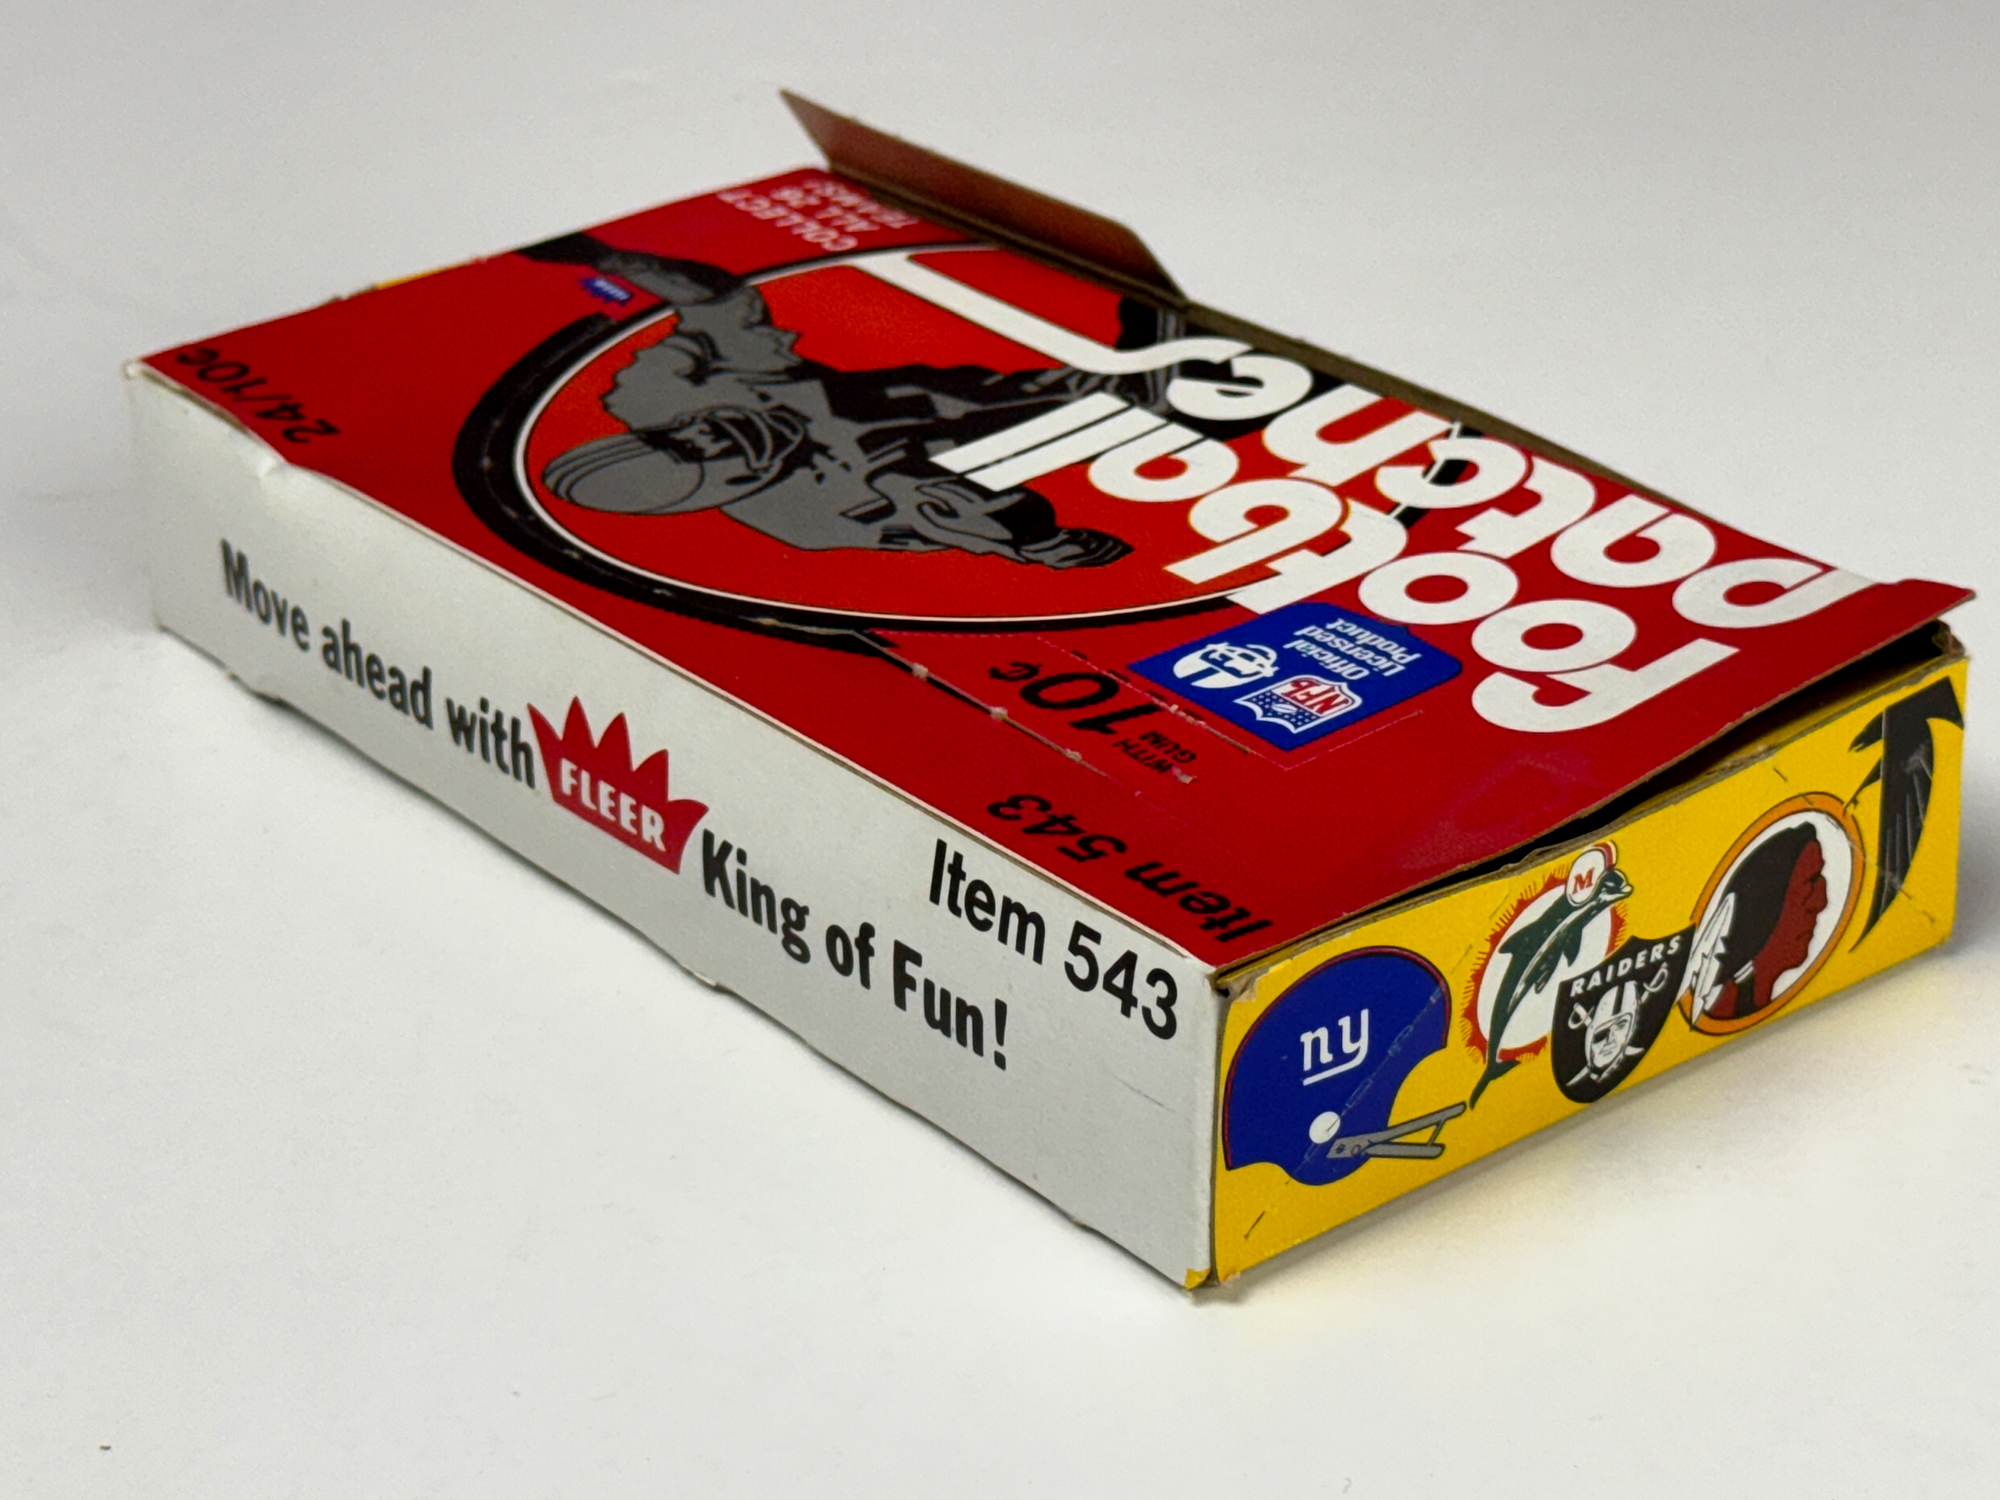 COLLECT
ALL 26
TEAMS!
Football
patches
24/10¢
Official
Licensed
Product
NFL
WITH
GUM
10¢
Item 543
Item 543
Move ahead with FLEER King of Fun!
ny
M
RAIDERS